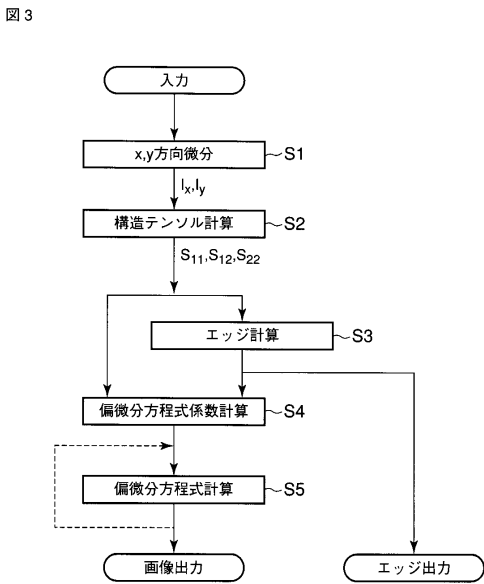 図3
入力
x,y方向微分 S1
Ix,Iy
構造テンソル計算 S2
S11,S12,S22
エッジ計算 S3
偏微分方程式係数計算 S4
偏微分方程式計算 S5
画像出力
エッジ出力